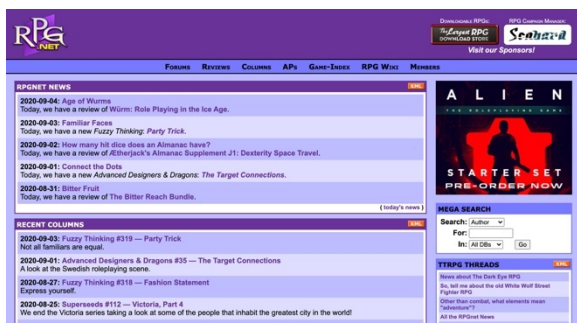 RPG
.NET
DOWNLOADABLE RPGS:
RPG CAMPAIGN MANAGER:
The Largest RPG
DOWNLOAD STORE
Scabard
Visit our Sponsors!
FORUMS REVIEWS COLUMNS APS GAME-INDEX RPG WIKI MEMBERS
RPGNET NEWS
XML
2020-09-04: Age of Wurms
Today, we have a review of Würm: Role Playing in the Ice Age.
2020-09-03: Familiar Faces
Today, we have a new Fuzzy Thinking: Party Trick.
2020-09-02: How many hit dice does an Almanac have?
Today, we have a review of Ætherjack's Almanac Supplement J1: Dexterity Space Travel.
2020-09-01: Connect the Dots
Today, we have a new Advanced Designers & Dragons: The Target Connections.
2020-08-31: Bitter Fruit
Today, we have a review of The Bitter Reach Bundle.
( today's news )
RECENT COLUMNS
XML
2020-09-03: Fuzzy Thinking #319 — Party Trick
Not all familiars are equal.
2020-09-01: Advanced Designers & Dragons #35 — The Target Connections
A look at the Swedish roleplaying scene.
2020-08-27: Fuzzy Thinking #318 — Fashion Statement
Express yourself.
2020-08-25: Superseeds #112 — Victoria, Part 4
We end the Victoria series taking a look at some of the people that inhabit the greatest city in the world!
ALIEN
THE ROLEPLAYING GAME
STARTER SET
PRE-ORDER NOW
MEGA SEARCH
Search: Author
For:
In: All DBs Go
TTRPG THREADS
XML
News about The Dark Eye RPG
So, tell me about the old White Wolf Street
Fighter RPG
Other than combat, what elements mean
"adventure"?
All the RPGnet News